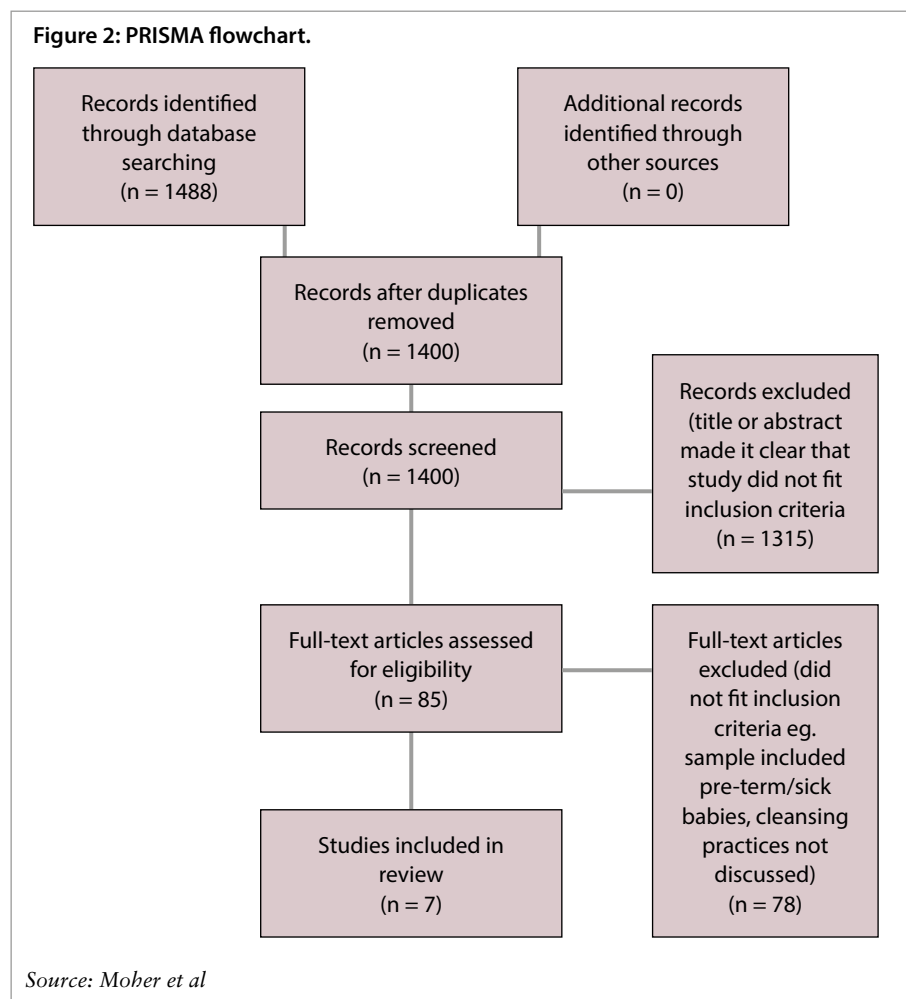 Figure 2: PRISMA flowchart.
Records identified
through database
searching
(n = 1488)
Additional records
identified through
other sources
(n = 0)
Records after duplicates
removed
(n = 1400)
Records screened
(n = 1400)
Records excluded
(title or abstract
made it clear that
study did not fit
inclusion criteria
(n = 1315)
Full-text articles assessed
for eligibility
(n = 85)
Full-text articles
excluded (did
not fit inclusion
criteria eg.
sample included
pre-term/sick
babies, cleansing
practices not
discussed)
(n = 78)
Studies included in
review
(n = 7)
Source: Moher et al